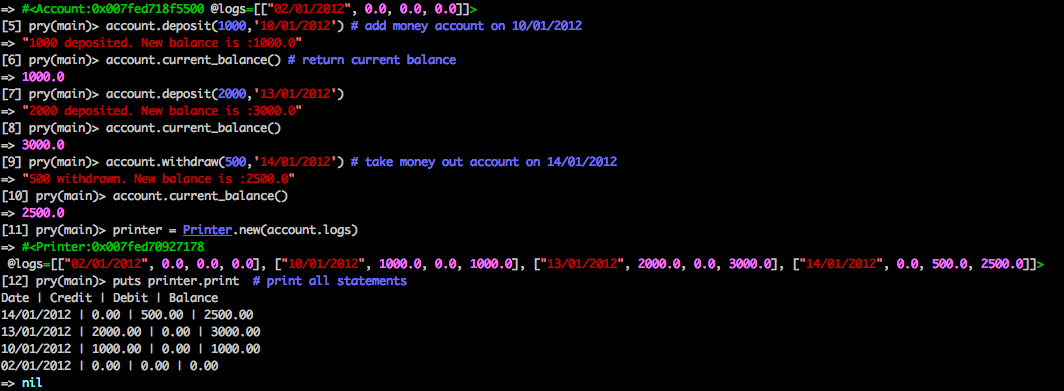 => #<Account:0x007fed718f5500 @logs=[["02/01/2012", 0.0, 0.0, 0.0]]>
[5] pry(main)> account.deposit(1000,'10/01/2012') # add money account on 10/01/2012
=> "1000 deposited. New balance is :1000.0"
[6] pry(main)> account.current_balance() # return current balance
=> 1000.0
[7] pry(main)> account.deposit(2000,'13/01/2012')
=> "2000 deposited. New balance is :3000.0"
[8] pry(main)> account.current_balance()
=> 3000.0
[9] pry(main)> account.withdraw(500,'14/01/2012') # take money out account on 14/01/2012
=> "500 withdrawn. New balance is :2500.0"
[10] pry(main)> account.current_balance()
=> 2500.0
[11] pry(main)> printer = Printer.new(account.logs)
=> #<Printer:0x007fed70927178
 @logs=[["02/01/2012", 0.0, 0.0, 0.0], ["10/01/2012", 1000.0, 0.0, 1000.0], ["13/01/2012", 2000.0, 0.0, 3000.0], ["14/01/2012", 0.0, 500.0, 2500.0]]>
[12] pry(main)> puts printer.print  # print all statements
Date | Credit | Debit | Balance
14/01/2012 | 0.00 | 500.00 | 2500.00
13/01/2012 | 2000.00 | 0.00 | 3000.00
10/01/2012 | 1000.00 | 0.00 | 1000.00
02/01/2012 | 0.00 | 0.00 | 0.00
=> nil